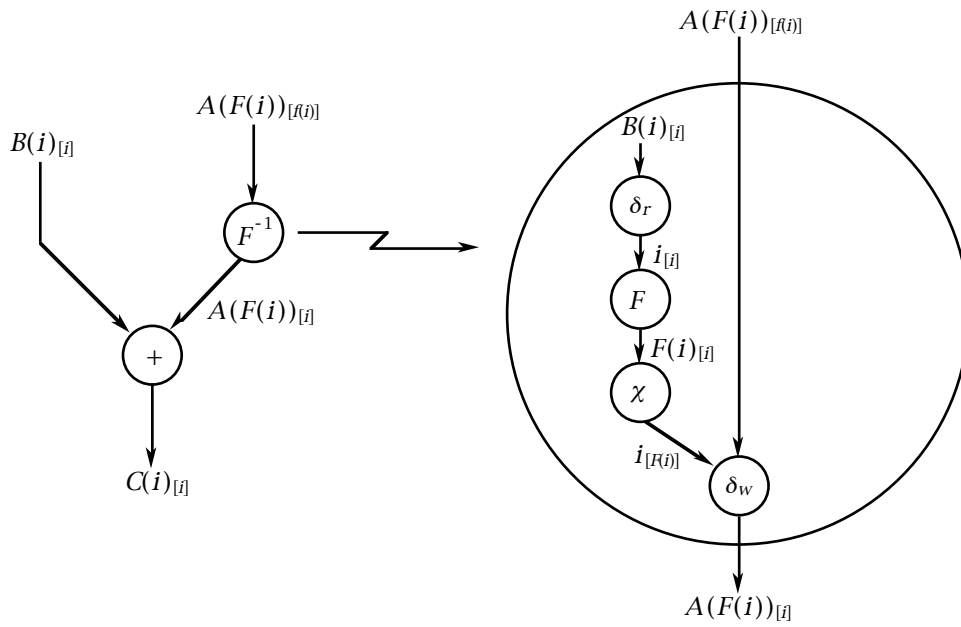 A(F(i))[f(i)]
B(i)[i]
F-1
A(F(i))[i]
+
C(i)[i]
A(F(i))[f(i)]
B(i)[i]
δr
i[i]
F
F(i)[i]
χ
i[F(i)]
δw
A(F(i))[i]